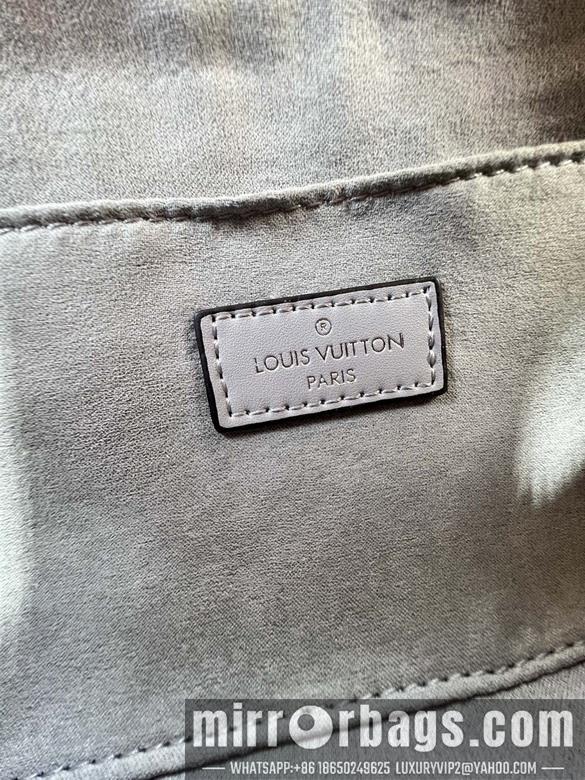 ®
LOUIS VUITTON
PARIS
mirrorbags.com
WHATSAPP:+86 18650249625 LUXURYVIP2@YAHOO.COM